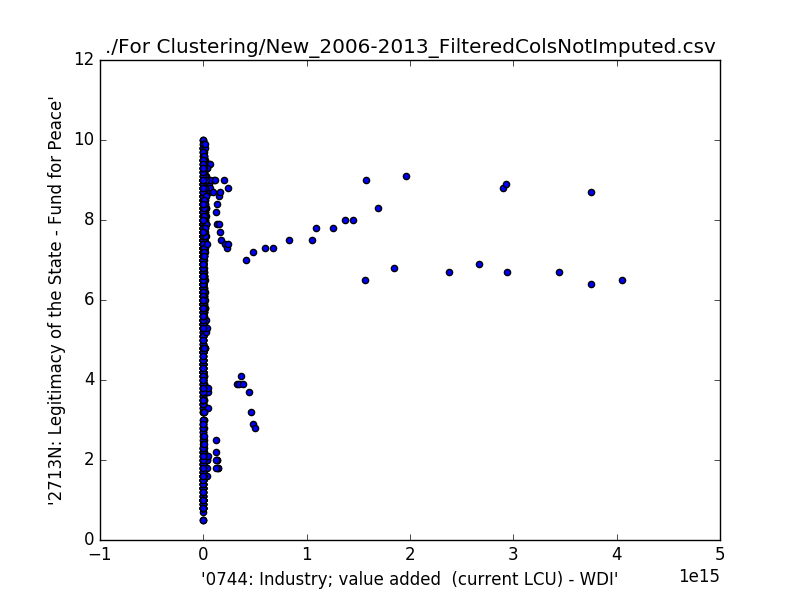 ./For Clustering/New_2006-2013_FilteredColsNotImputed.csv
12
10
8
6
4
2
0
'2713N: Legitimacy of the State - Fund for Peace'
−1 0 1 2 3 4 5
1e15
'0744: Industry; value added  (current LCU) - WDI'